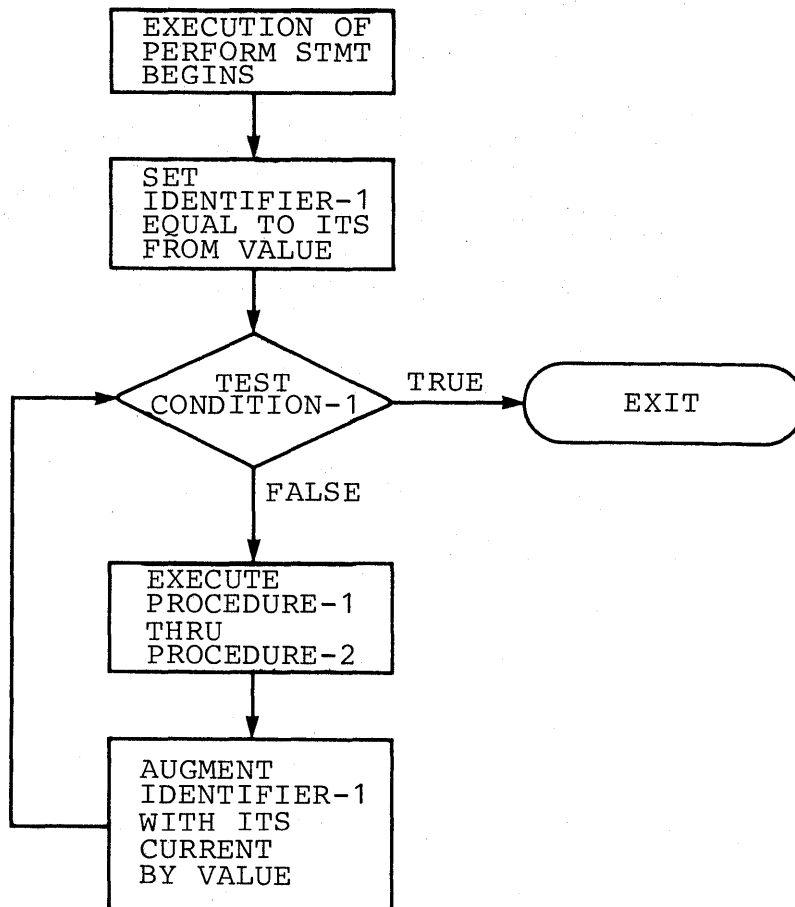 EXECUTION OF
PERFORM STMT
BEGINS
SET
IDENTIFIER-1
EQUAL TO ITS
FROM VALUE
TEST
CONDITION-1
TRUE
EXIT
FALSE
EXECUTE
PROCEDURE-1
THRU
PROCEDURE-2
AUGMENT
IDENTIFIER-1
WITH ITS
CURRENT
BY VALUE